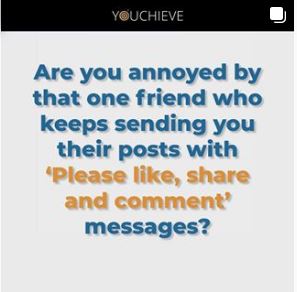 YOUCHIEVE
Are you annoyed by
that one friend who
keeps sending you
their posts with
‘Please like, share
and comment’
messages?